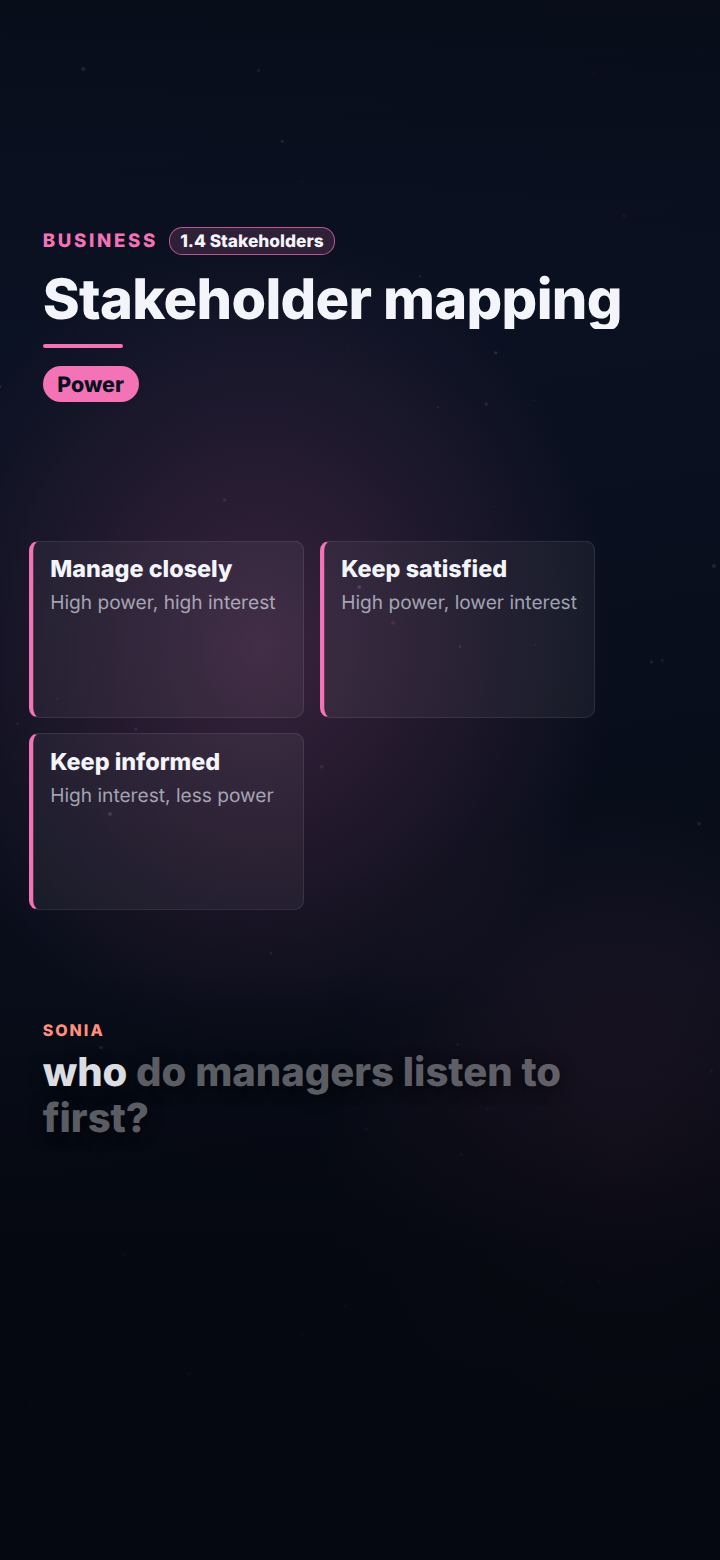 BUSINESS 1.4 Stakeholders
Stakeholder mapping
Power
Manage closely
High power, high interest
Keep satisfied
High power, lower interest
Keep informed
High interest, less power
SONIA
who do managers listen to
first?